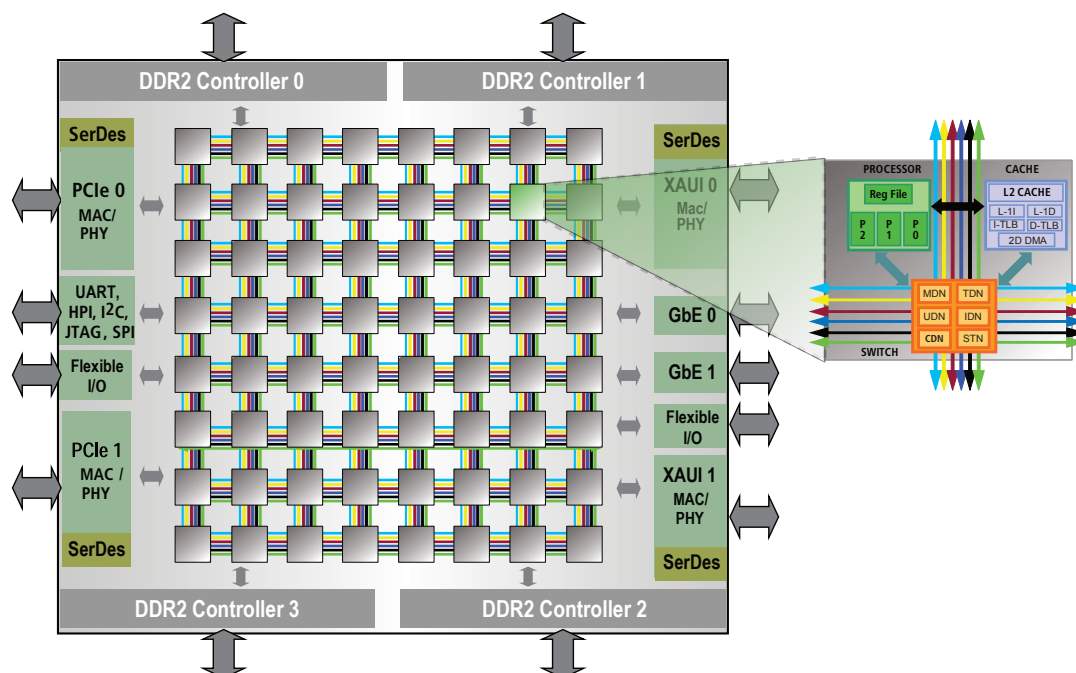 DDR2 Controller 0
DDR2 Controller 1
SerDes
PCIe 0
MAC/
PHY
UART,
HPI, I²C,
JTAG, SPI
Flexible
I/O
PCIe 1
MAC /
PHY
SerDes
SerDes
XAUI 0
Mac/
PHY
GbE 0
GbE 1
Flexible
I/O
XAUI 1
MAC/
PHY
SerDes
DDR2 Controller 3
DDR2 Controller 2
PROCESSOR
CACHE
Reg File
P
2
P
1
P
0
L2 CACHE
L-1I
L-1D
I-TLB
D-TLB
2D DMA
MDN
TDN
UDN
IDN
CDN
STN
SWITCH